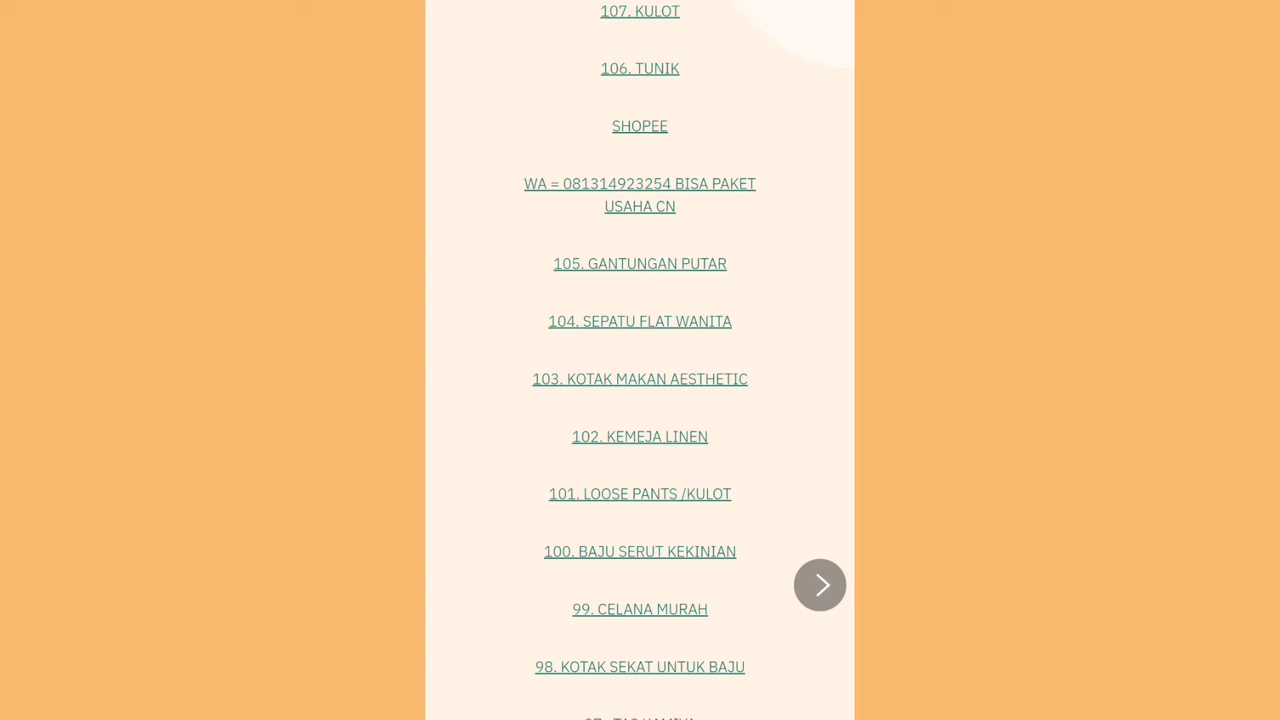 107. KULOT
106. TUNIK
SHOPEE
WA = 081314923254 BISA PAKET
USAHA CN
105. GANTUNGAN PUTAR
104. SEPATU FLAT WANITA
103. KOTAK MAKAN AESTHETIC
102. KEMEJA LINEN
101. LOOSE PANTS /KULOT
100. BAJU SERUT KEKINIAN
99. CELANA MURAH
98. KOTAK SEKAT UNTUK BAJU